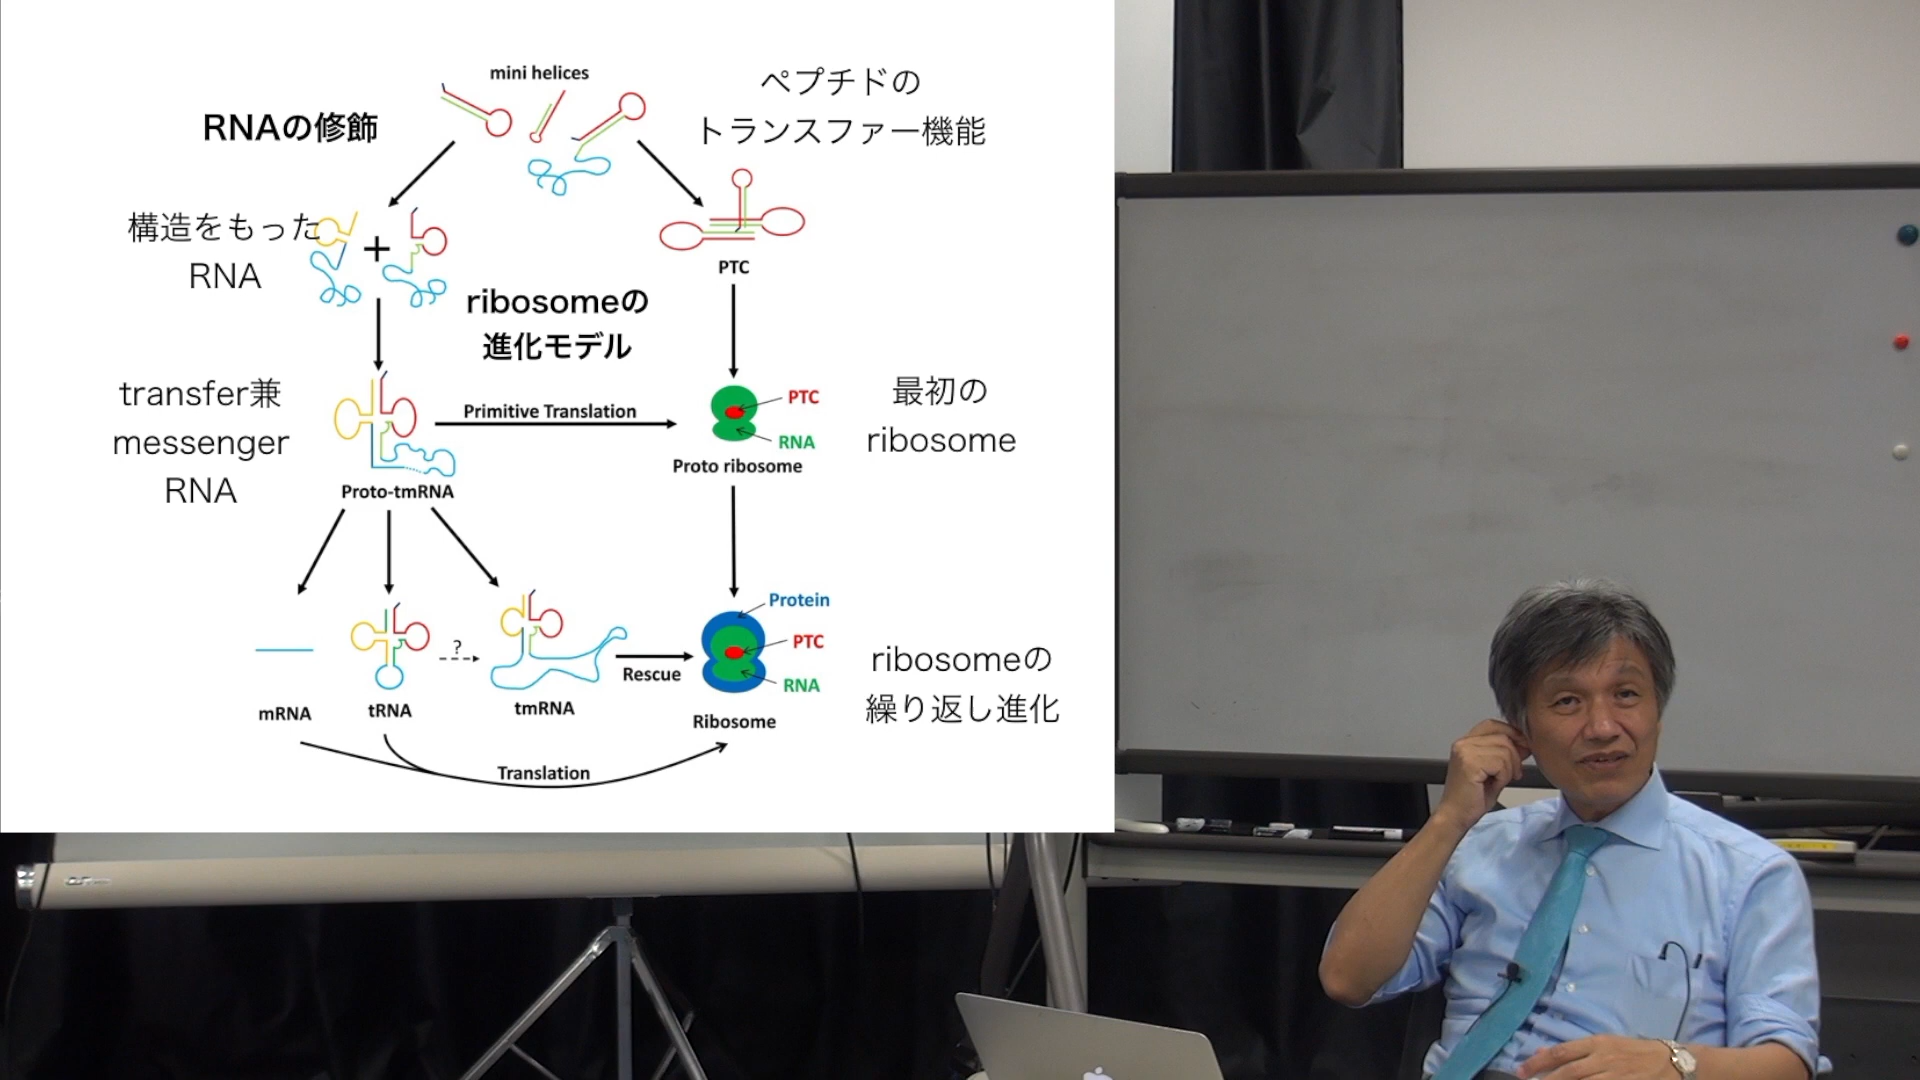 mini helices
RNAの修飾
ペプチドの
トランスファー機能
構造をもった
RNA
+
PTC
ribosomeの
進化モデル
transfer兼
messenger
RNA
Primitive Translation
PTC
RNA
Proto ribosome
最初の
ribosome
Proto-tmRNA
?
Rescue
Protein
PTC
RNA
ribosomeの
繰り返し進化
mRNA
tRNA
tmRNA
Ribosome
Translation